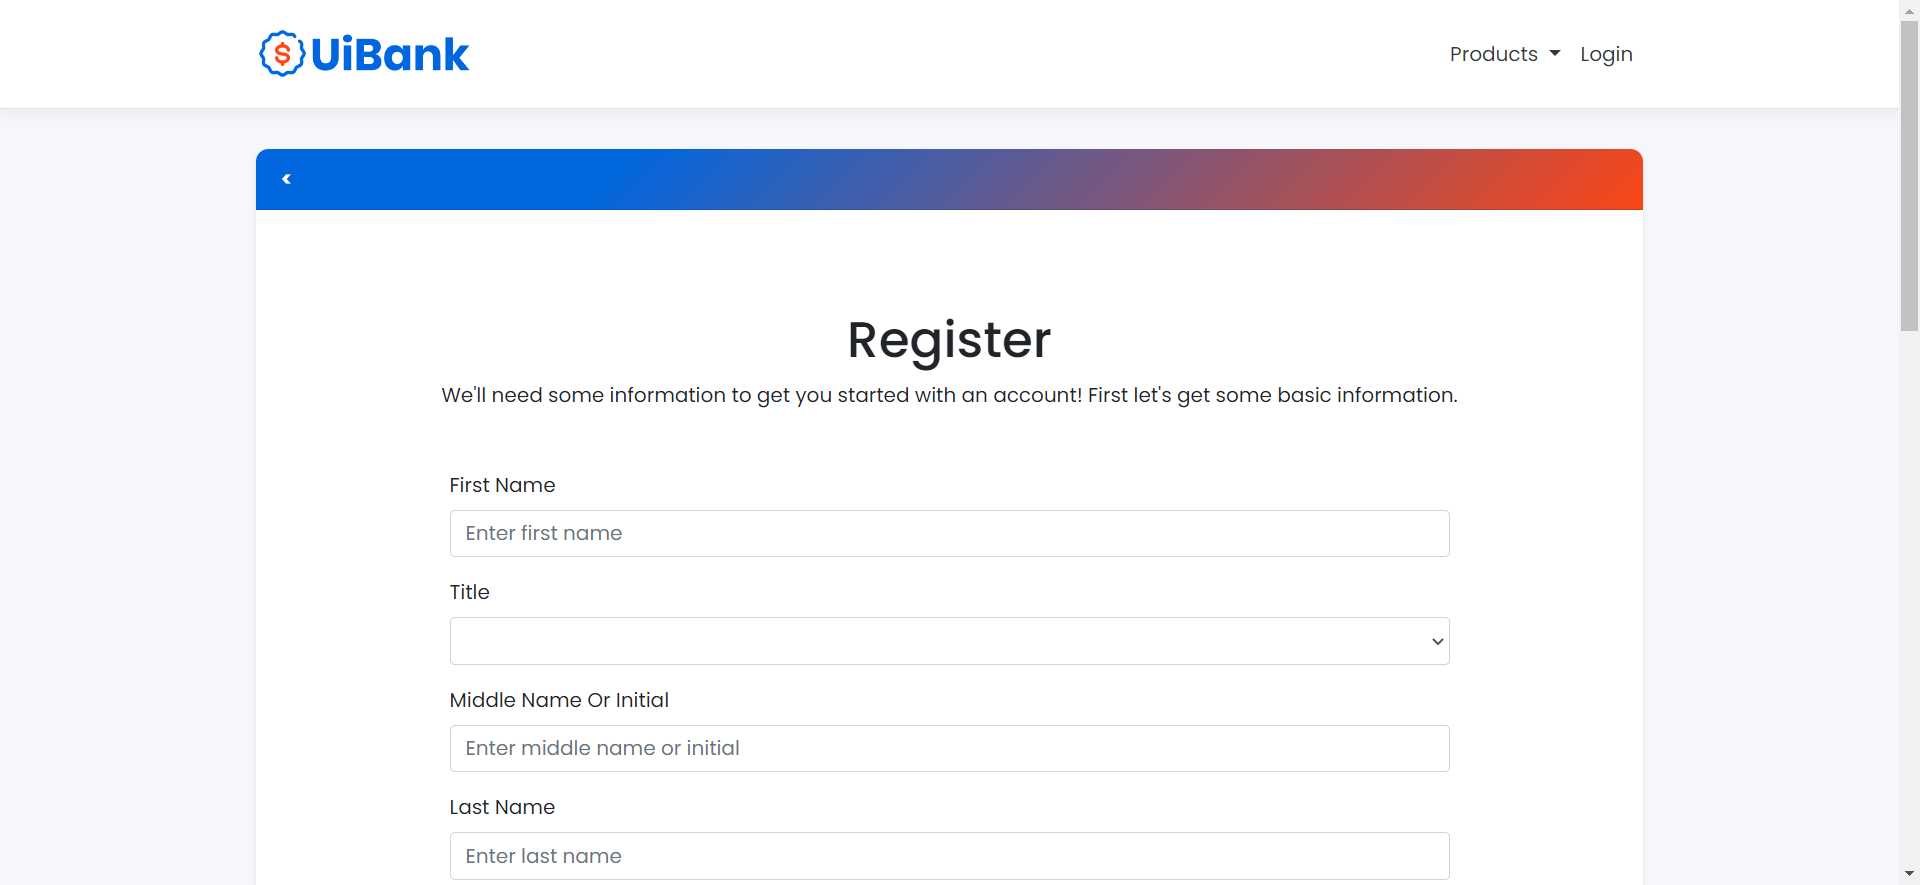 $ UiBank
Products Login
Register
We'll need some information to get you started with an account! First let's get some basic information.
First Name
Enter first name
Title
Middle Name Or Initial
Enter middle name or initial
Last Name
Enter last name